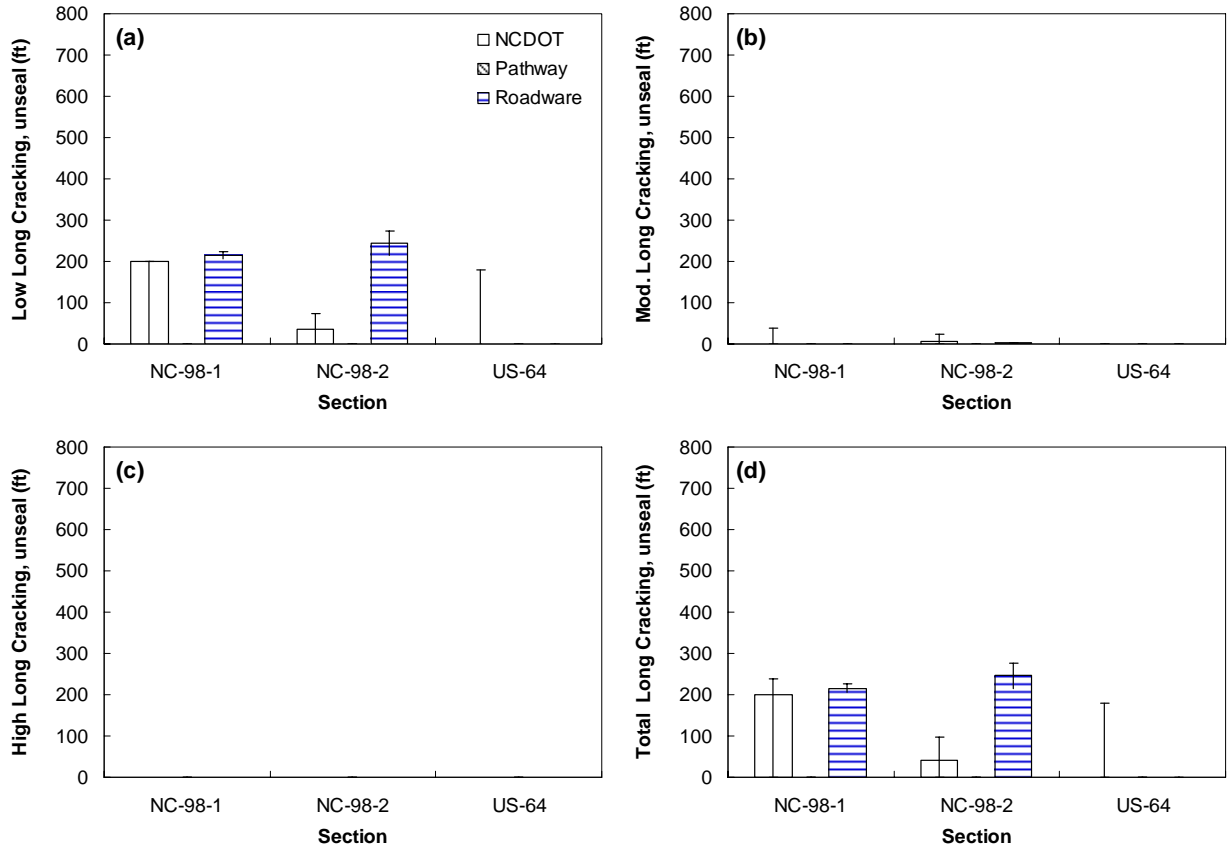 (a)
NCDOT
Pathway
Roadware
Low Long Cracking, unseal (ft)
800
700
600
500
400
300
200
100
0
NC-98-1 NC-98-2 US-64
Section
(b)
Mod. Long Cracking, unseal (ft)
800
700
600
500
400
300
200
100
0
NC-98-1 NC-98-2 US-64
Section
(c)
High Long Cracking, unseal (ft)
800
700
600
500
400
300
200
100
0
NC-98-1 NC-98-2 US-64
Section
(d)
Total Long Cracking, unseal (ft)
800
700
600
500
400
300
200
100
0
NC-98-1 NC-98-2 US-64
Section